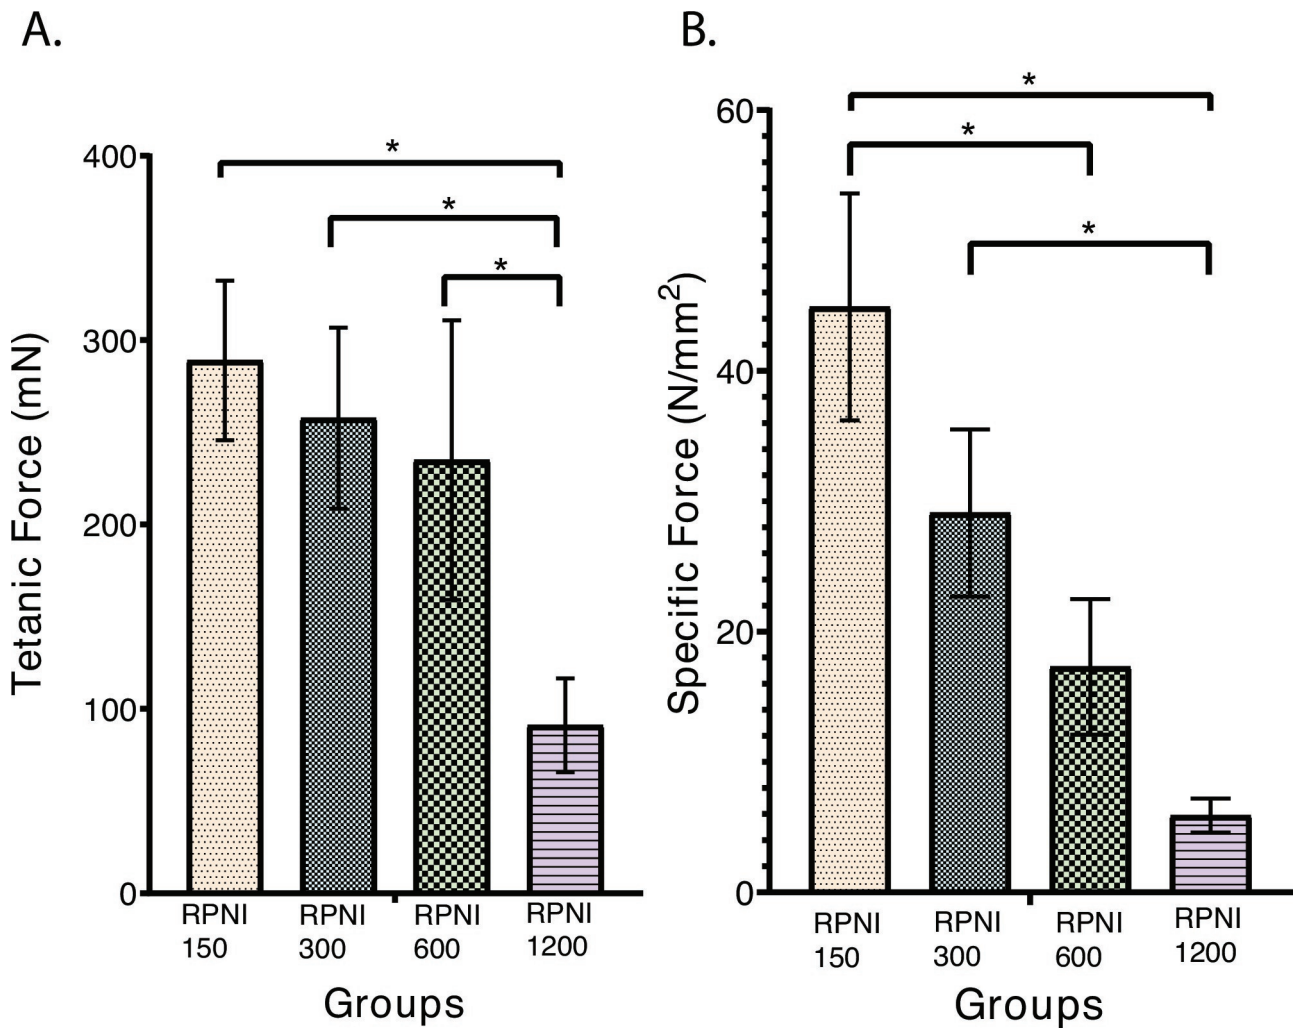 A.
Tetanic Force (mN)
400
300
200
100
0
*
*
*
RPNI
150
RPNI
300
RPNI
600
RPNI
1200
Groups
B.
Specific Force (N/mm²)
60
40
20
0
*
*
*
RPNI
150
RPNI
300
RPNI
600
RPNI
1200
Groups